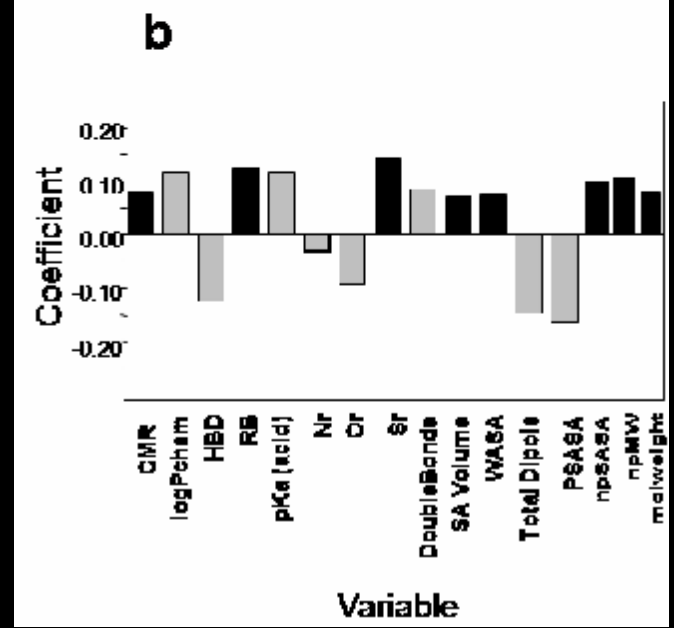 b
Coefficient
0.20
0.10
0.00
-0.10
-0.20
CMR
logPchem
HBD
RB
pKa (acid)
Nr
Or
Sr
DoubleBonds
SA Volume
WASA
Total Dipole
PSASA
npSASA
npMW
molweight
Variable